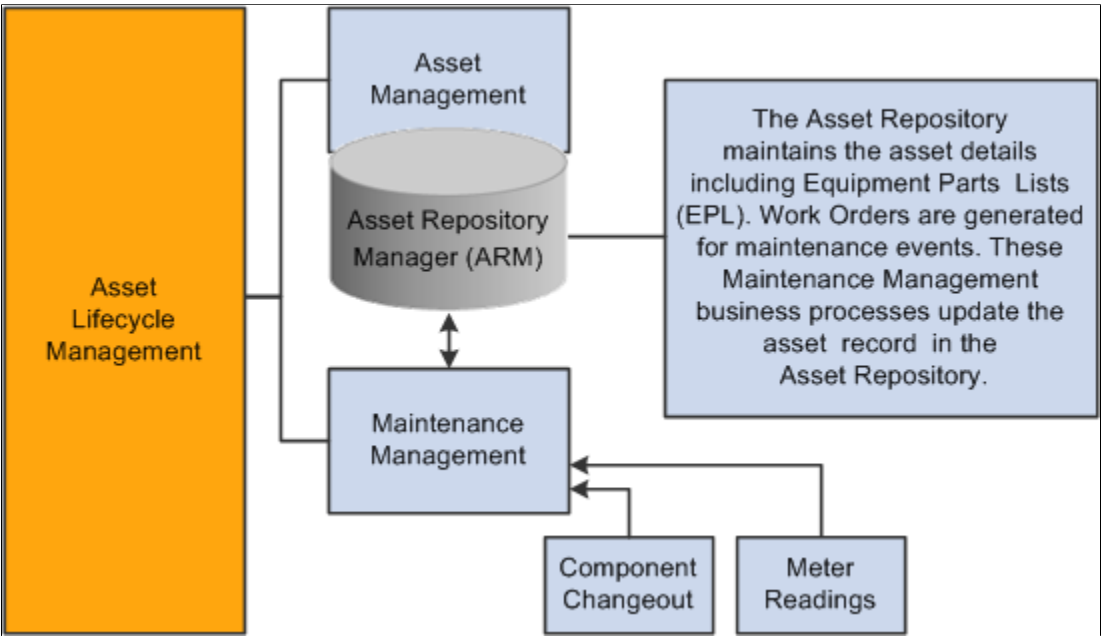 Asset
Lifecycle
Management
Asset
Management
Asset Repository
Manager (ARM)
Maintenance
Management
Component
Changeout
Meter
Readings
The Asset Repository
maintains the asset details
including Equipment Parts Lists
(EPL). Work Orders are generated
for maintenance events. These
Maintenance Management
business processes update the
asset record in the
Asset Repository.